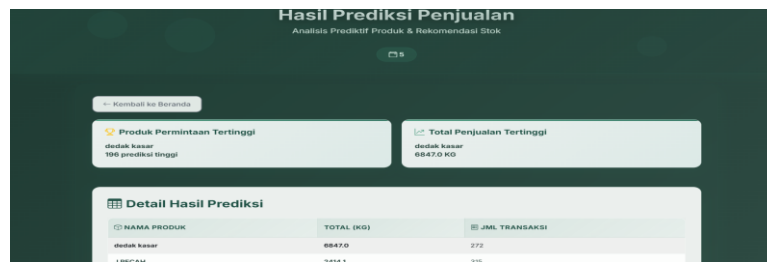 Hasil Prediksi Penjualan
Analisis Prediktif Produk & Rekomendasi Stok
5
← Kembali ke Beranda
Produk Permintaan Tertinggi
dedak kasar
196 prediksi tinggi
Total Penjualan Tertinggi
dedak kasar
6847.0 KG
Detail Hasil Prediksi
NAMA PRODUK TOTAL (KG) JML TRANSAKSI
dedak kasar 6847.0 272